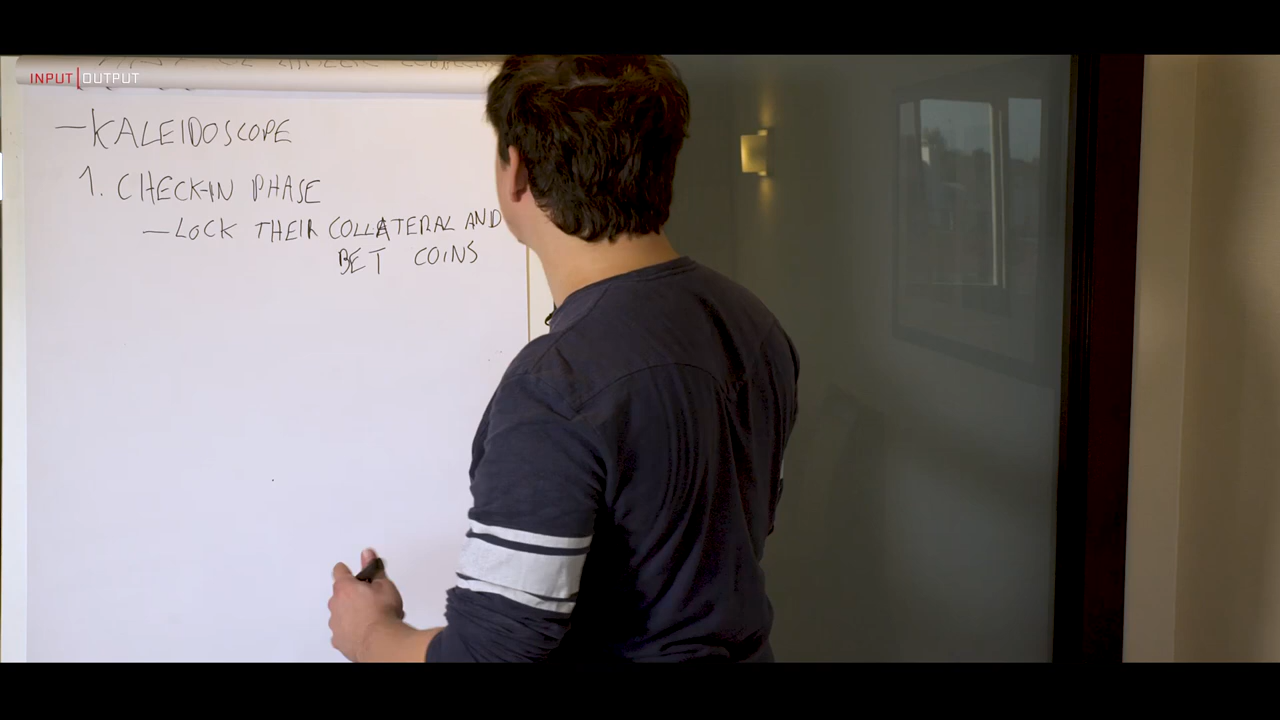 INPUT|OUTPUT
—KALEIDOSCOPE
1. CHECK-IN PHASE
—LOCK THEIR COLLATERAL AND
BET COINS